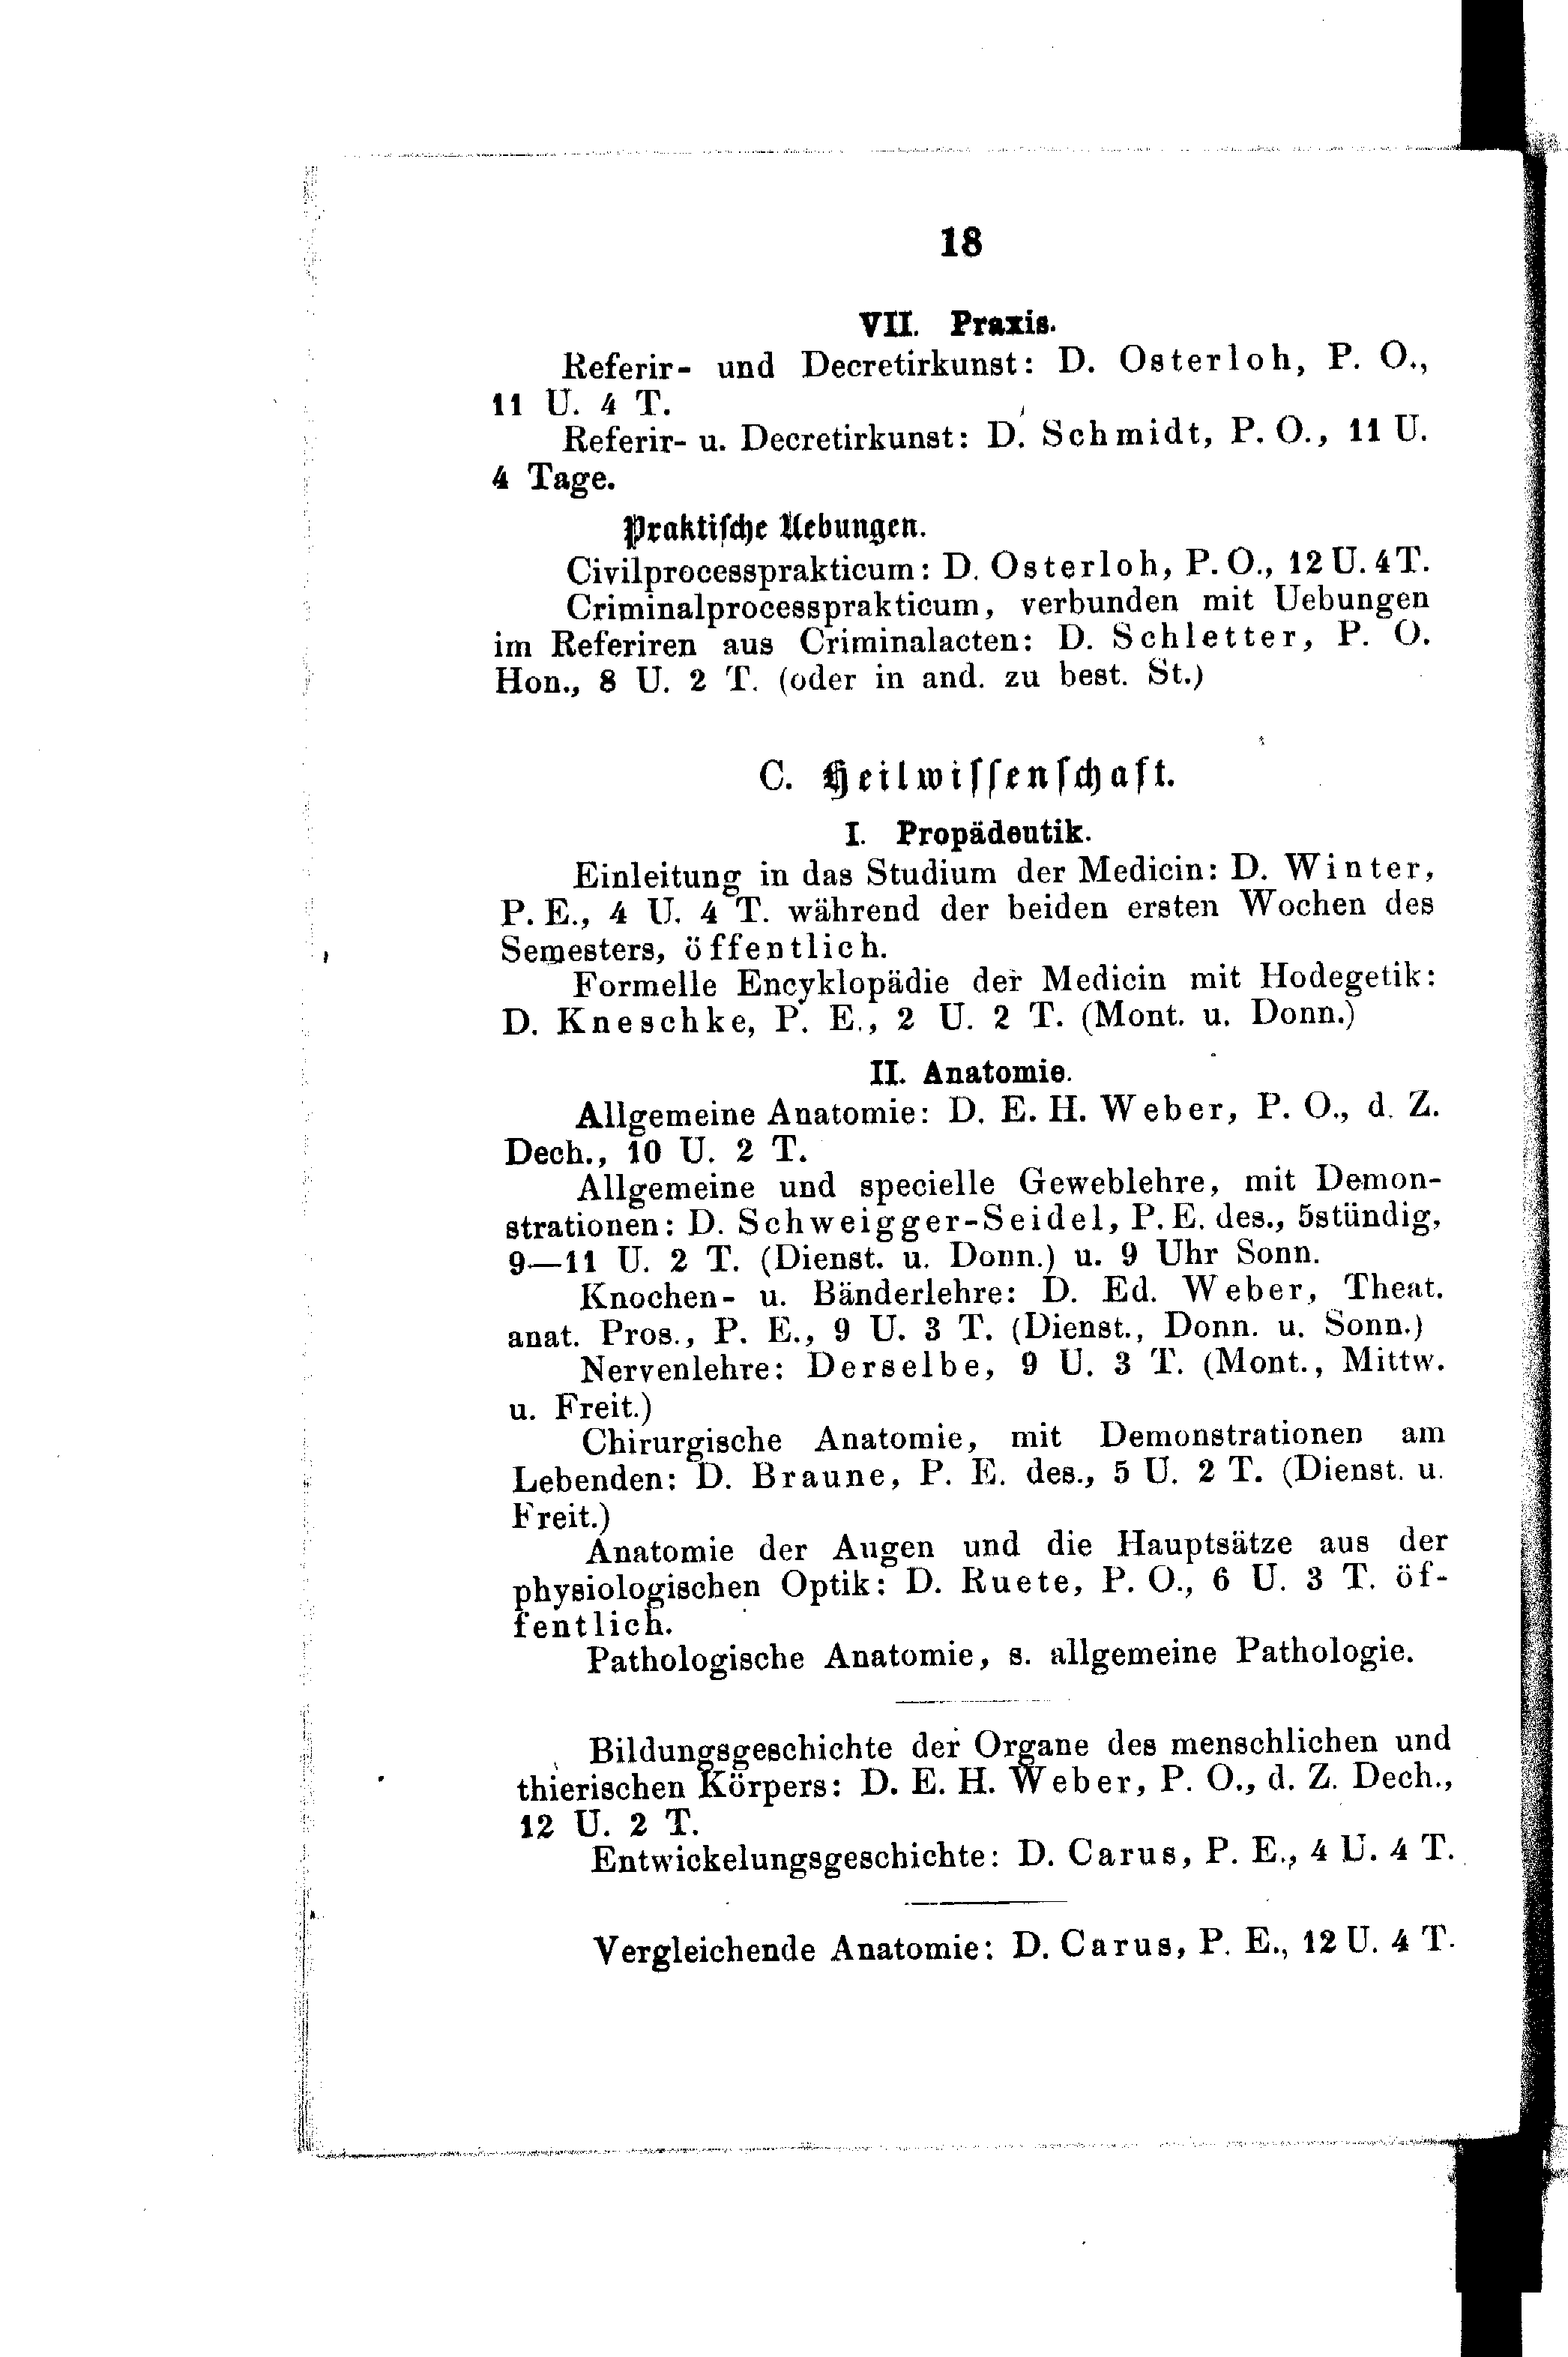 18
VII. Praxis.
Referir- und Decretirkunst: D. Osterloh, P. O.,
11 U. 4 T.
Referir- u. Decretirkunst: D. Schmidt, P. O., 11 U.
4 Tage.
Praktiſche Uebungen.
Civilprocessprakticum: D. Osterloh, P. O., 12 U. 4 T.
Criminalprocessprakticum, verbunden mit Uebungen
im Referiren aus Criminalacten: D. Schletter, P. O.
Hon., 8 U. 2 T. (oder in and. zu best. St.)
C. Heilwiſſenſchaft.
I. Propädeutik.
Einleitung in das Studium der Medicin: D. Winter,
P. E., 4 U. 4 T. während der beiden ersten Wochen des
Semesters, öffentlich.
Formelle Encyklopädie der Medicin mit Hodegetik:
D. Kneschke, P. E., 2 U. 2 T. (Mont. u. Donn.)
II. Anatomie.
Allgemeine Anatomie: D. E. H. Weber, P. O., d. Z.
Dech., 10 U. 2 T.
Allgemeine und specielle Geweblehre, mit Demon-
strationen: D. Schweigger-Seidel, P. E. des., 5stündig,
9—11 U. 2 T. (Dienst. u. Donn.) u. 9 Uhr Sonn.
Knochen- u. Bänderlehre: D. Ed. Weber, Theat.
anat. Pros., P. E., 9 U. 3 T. (Dienst., Donn. u. Sonn.)
Nervenlehre: Derselbe, 9 U. 3 T. (Mont., Mittw.
u. Freit.)
Chirurgische Anatomie, mit Demonstrationen am
Lebenden: D. Braune, P. E. des., 5 U. 2 T. (Dienst. u.
Freit.)
Anatomie der Augen und die Hauptsätze aus der
physiologischen Optik: D. Ruete, P. O., 6 U. 3 T. öf-
fentlich.
Pathologische Anatomie, s. allgemeine Pathologie.
Bildungsgeschichte der Organe des menschlichen und
thierischen Körpers: D. E. H. Weber, P. O., d. Z. Dech.,
12 U. 2 T.
Entwickelungsgeschichte: D. Carus, P. E., 4 U. 4 T.
Vergleichende Anatomie: D. Carus, P. E., 12 U. 4 T.